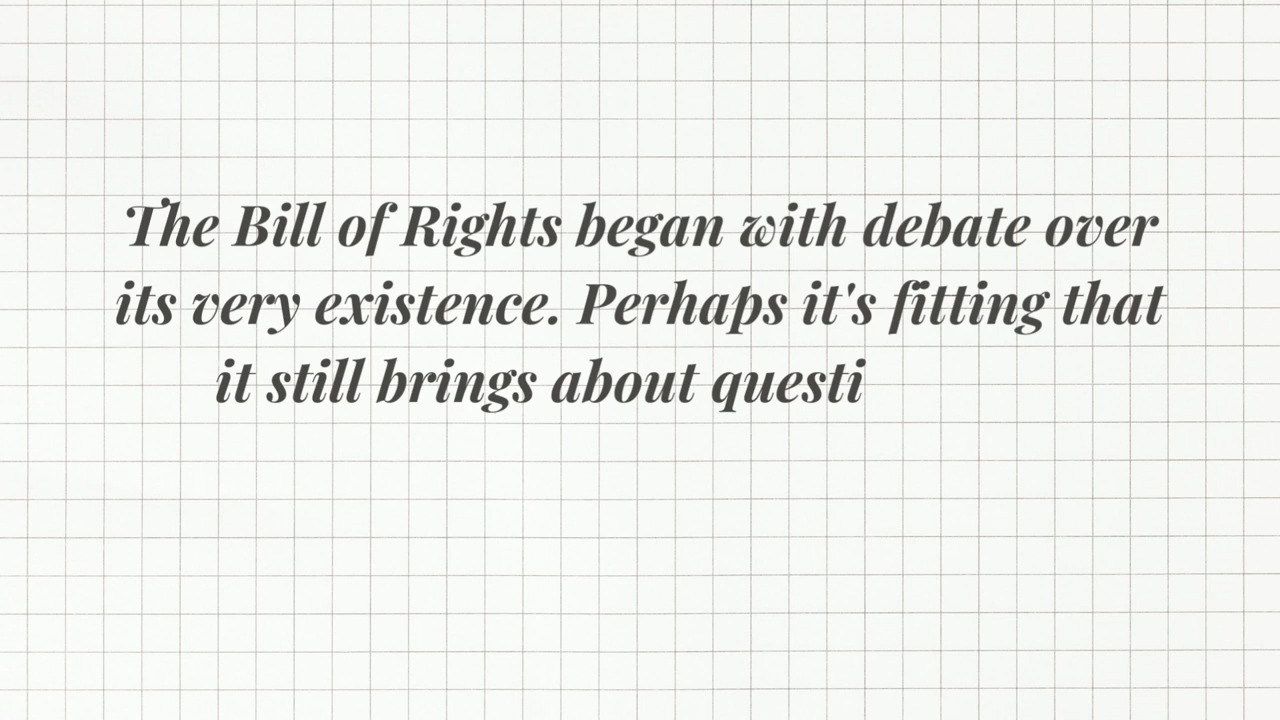 The Bill of Rights began with debate over
its very existence. Perhaps it's fitting that
it still brings about questi